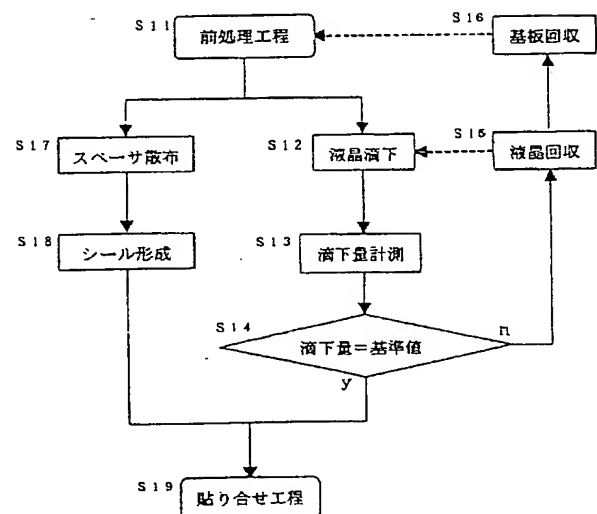 S11
前処理工程
S16
基板回収
S17
スペーサ散布
S12
液晶滴下
S15
液晶回収
S18
シール形成
S13
滴下量計測
S14
滴下量=基準値
n
y
S19
貼り合せ工程